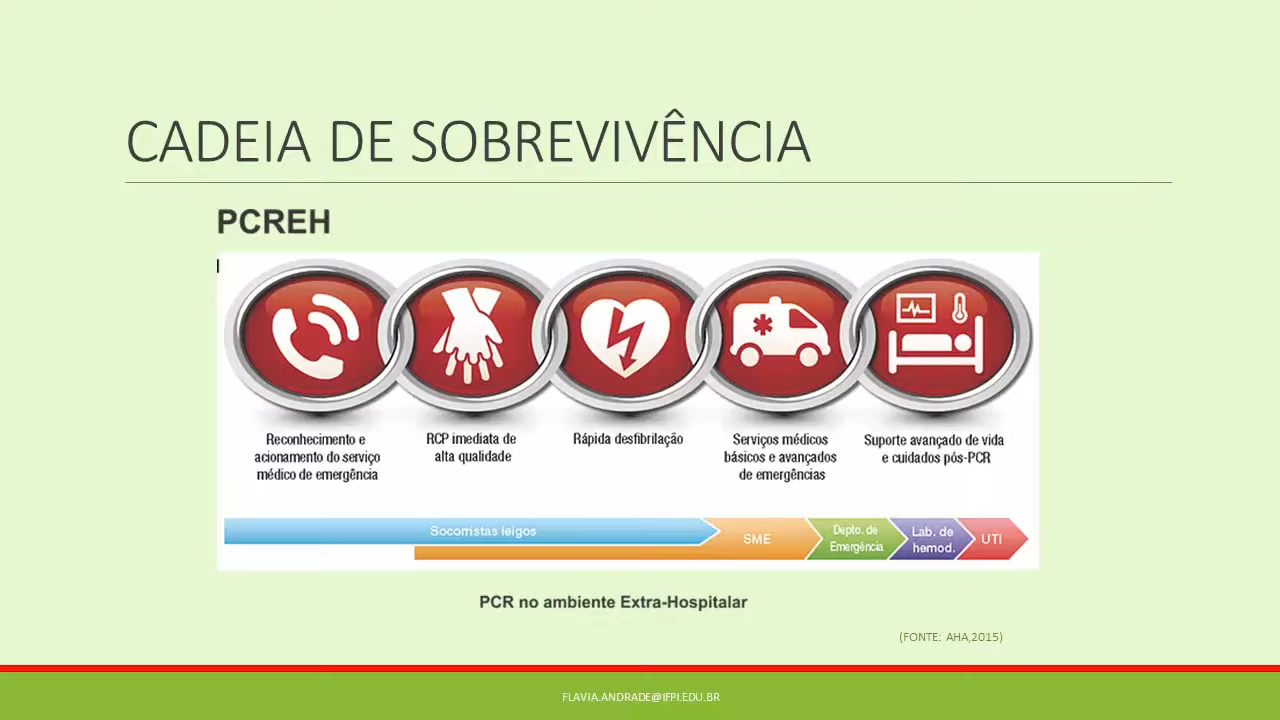 CADEIA DE SOBREVIVÊNCIA
PCREH
Reconhecimento e
acionamento do serviço
médico de emergência
RCP imediata de
alta qualidade
Rápida desfibrilação
Serviços médicos
básicos e avançados
de emergências
Suporte avançado de vida
e cuidados pós-PCR
Socorristas leigos
SME
Depto. de
Emergência
Lab. de
hemod.
UTI
PCR no ambiente Extra-Hospitalar
(FONTE: AHA,2015)
FLAVIA.ANDRADE@IFPI.EDU.BR